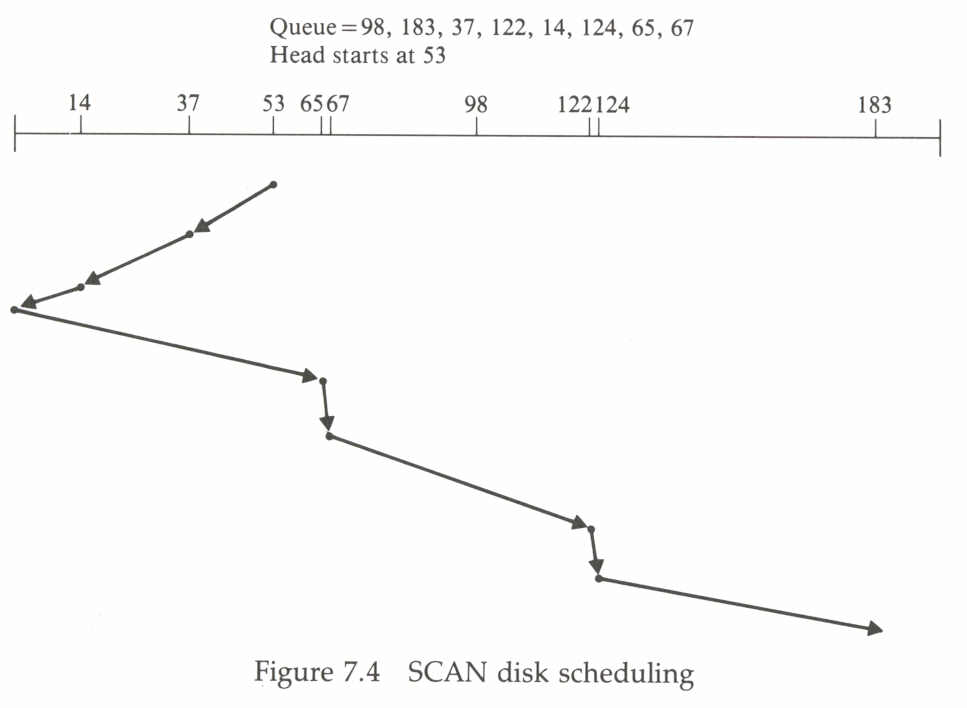 Queue=98, 183, 37, 122, 14, 124, 65, 67
Head starts at 53
14 37 53 65 67 98 122 124 183
Figure 7.4 SCAN disk scheduling